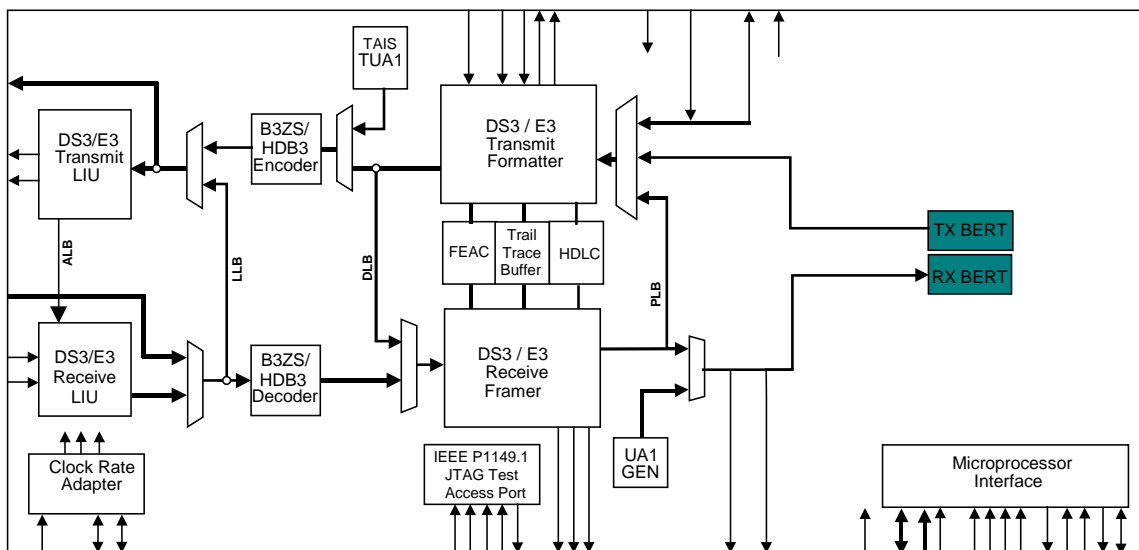 TAIS
TUA1
DS3/E3
Transmit
LIU
B3ZS/
HDB3
Encoder
DS3 / E3
Transmit
Formatter
FEAC
Trail
Trace
Buffer
HDLC
TX BERT
RX BERT
ALB
LLB
DLB
PLB
DS3/E3
Receive
LIU
B3ZS/
HDB3
Decoder
DS3 / E3
Receive
Framer
Clock Rate
Adapter
IEEE P1149.1
JTAG Test
Access Port
UA1
GEN
Microprocessor
Interface